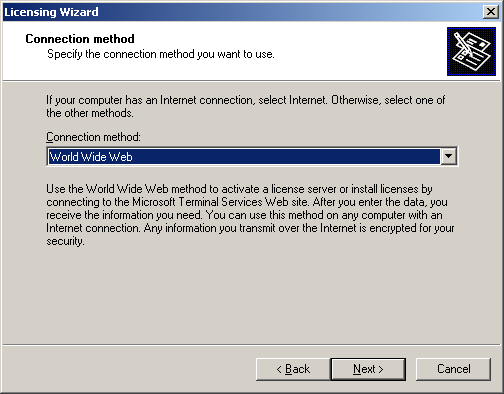 Licensing Wizard
Connection method
Specify the connection method you want to use.
If your computer has an Internet connection, select Internet. Otherwise, select one of
the other methods.
Connection method:
World Wide Web
Use the World Wide Web method to activate a license server or install licenses by
connecting to the Microsoft Terminal Services Web site. After you enter the data, you
receive the information you need. You can use this method on any computer with an
Internet connection. Any information you transmit over the Internet is encrypted for your
security.
< Back
Next >
Cancel